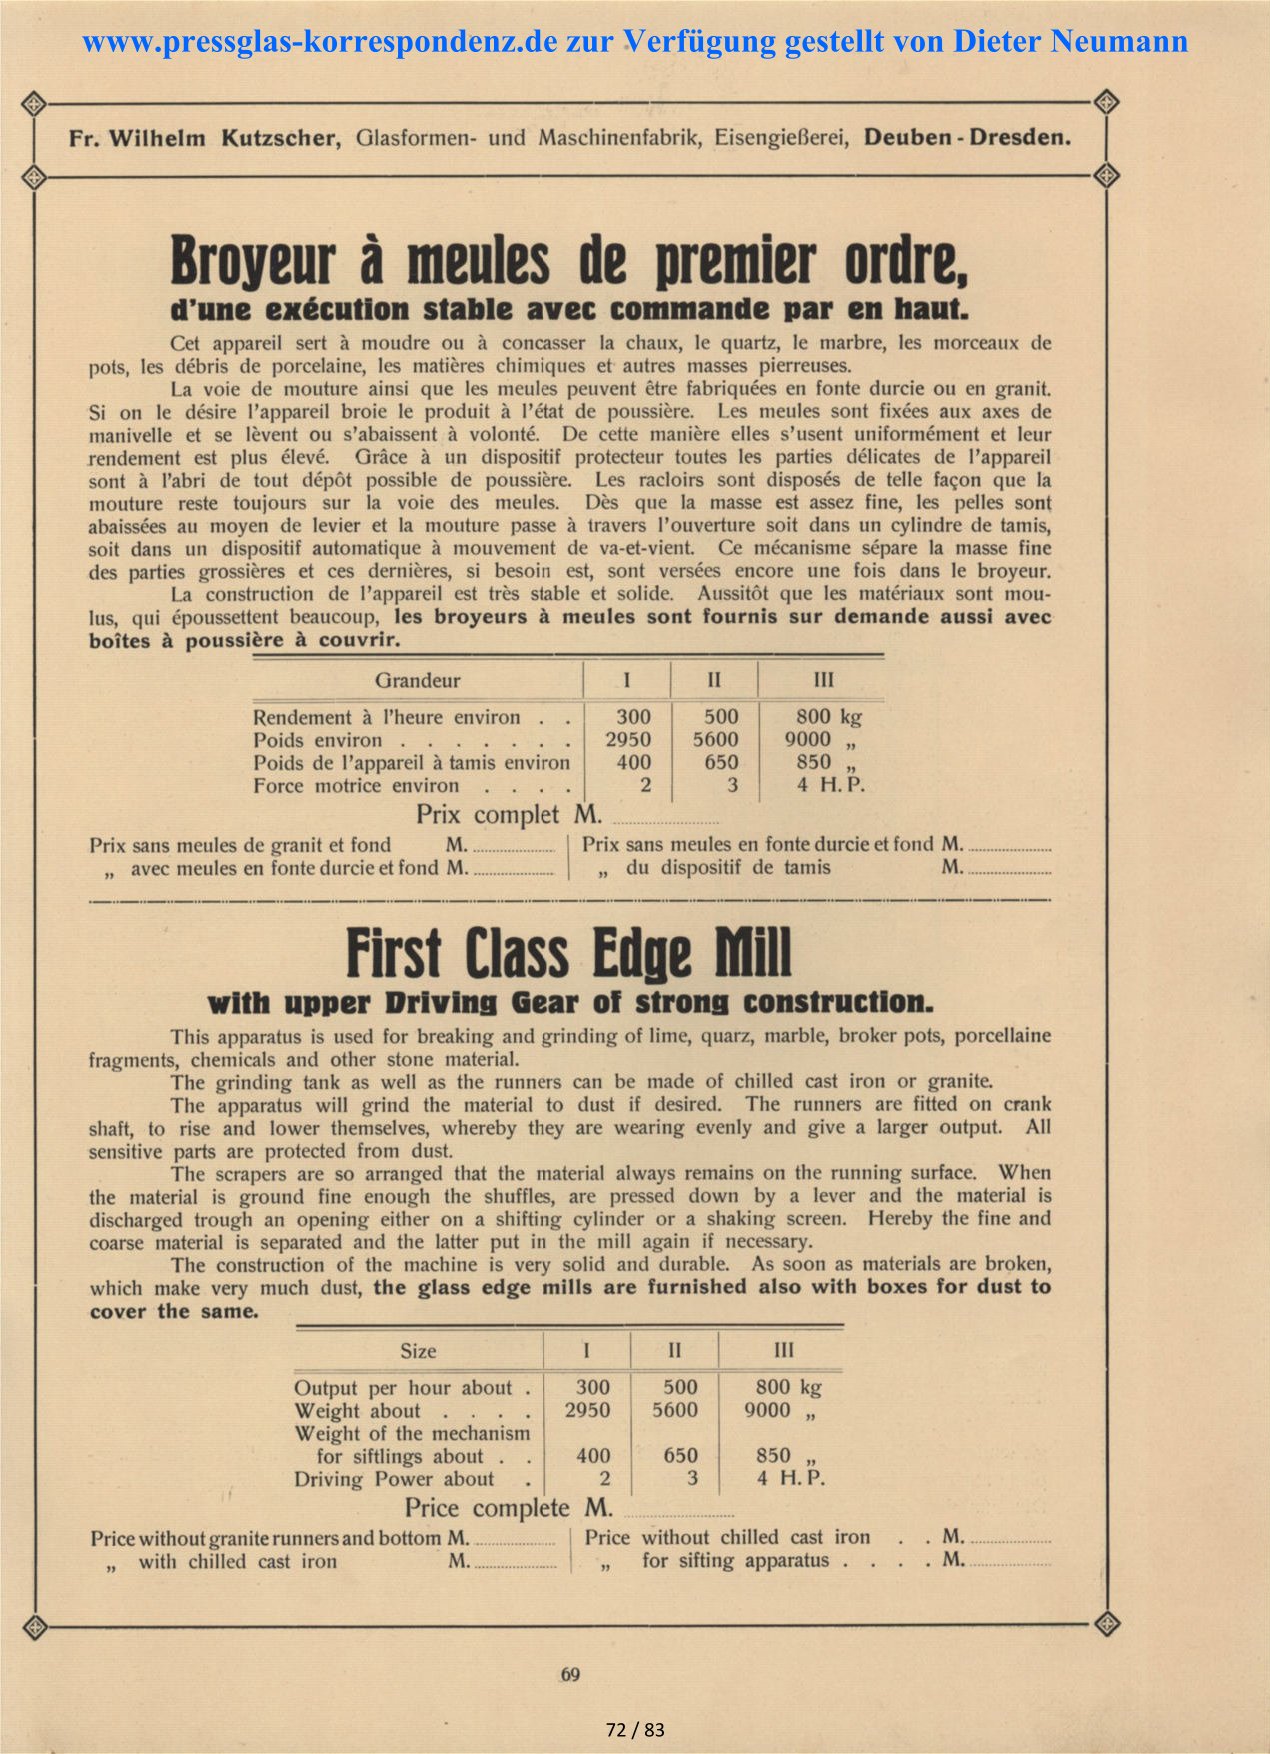 www.pressglas-korrespondenz.de zur Verfügung gestellt von Dieter Neumann
Fr. Wilhelm Kutzscher, Glasformen- und Maschinenfabrik, Eisengießerei, Deuben-Dresden.
Broyeur à meules de premier ordre,
d'une exécution stable avec commande par en haut.
Cet appareil sert à moudre ou à concasser la chaux, le quartz, le marbre, les morceaux de
pots, les débris de porcelaine, les matières chimiques et autres masses pierreuses.
La voie de mouture ainsi que les meules peuvent être fabriquées en fonte durcie ou en granit.
Si on le désire l'appareil broie le produit à l'état de poussière. Les meules sont fixées aux axes de
manivelle et se lèvent ou s'abaissent à volonté. De cette manière elles s'usent uniformément et leur
rendement est plus élevé. Grâce à un dispositif protecteur toutes les parties délicates de l'appareil
sont à l'abri de tout dépôt possible de poussière. Les racloirs sont disposés de telle façon que la
mouture reste toujours sur la voie des meules. Dès que la masse est assez fine, les pelles sont
abaissées au moyen de levier et la mouture passe à travers l'ouverture soit dans un cylindre de tamis,
soit dans un dispositif automatique à mouvement de va-et-vient. Ce mécanisme sépare la masse fine
des parties grossières et ces dernières, si besoin est, sont versées encore une fois dans le broyeur.
La construction de l'appareil est très stable et solide. Aussitôt que les matériaux sont mou-
lus, qui époussettent beaucoup, les broyeurs à meules sont fournis sur demande aussi avec
boîtes à poussière à couvrir.
Grandeur I II III
Rendement à l'heure environ . . 300 500 800 kg
Poids environ . . . . . . . 2950 5600 9000 „
Poids de l'appareil à tamis environ 400 650 850 „
Force motrice environ . . . . 2 3 4 H.P.
Prix complet M. ........
Prix sans meules de granit et fond M. ........ Prix sans meules en fonte durcie et fond M. ........
„ avec meules en fonte durcie et fond M. ........ „ du dispositif de tamis M. ........
First Class Edge Mill
with upper Driving Gear of strong construction.
This apparatus is used for breaking and grinding of lime, quarz, marble, broker pots, porcellaine
fragments, chemicals and other stone material.
The grinding tank as well as the runners can be made of chilled cast iron or granite.
The apparatus will grind the material to dust if desired. The runners are fitted on crank
shaft, to rise and lower themselves, whereby they are wearing evenly and give a larger output. All
sensitive parts are protected from dust.
The scrapers are so arranged that the material always remains on the running surface. When
the material is ground fine enough the shuffles, are pressed down by a lever and the material is
discharged trough an opening either on a shifting cylinder or a shaking screen. Hereby the fine and
coarse material is separated and the latter put in the mill again if necessary.
The construction of the machine is very solid and durable. As soon as materials are broken,
which make very much dust, the glass edge mills are furnished also with boxes for dust to
cover the same.
Size I II III
Output per hour about . 300 500 800 kg
Weight about . . . . 2950 5600 9000 „
Weight of the mechanism
for siftlings about . . 400 650 850 „
Driving Power about . 2 3 4 H.P.
Price complete M. ........
Price without granite runners and bottom M. ........ Price without chilled cast iron . . M. ........
„ with chilled cast iron M. ........ „ for sifting apparatus . . . . M. ........
69
72 / 83